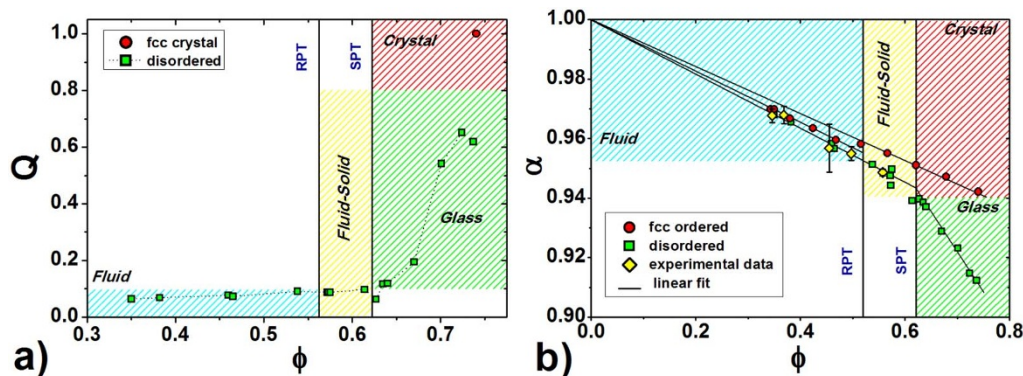 Q
1.0
0.8
0.6
0.4
0.2
0.0
fcc crystal
disordered
RPT
SPT
Crystal
Fluid-Solid
Glass
Fluid
0.3
0.4
0.5
0.6
0.7
ϕ
a)
α
1.00
0.98
0.96
0.94
0.92
0.90
Crystal
Fluid-Solid
Fluid
Glass
fcc ordered
disordered
experimental data
linear fit
RPT
SPT
0.0
0.2
0.4
0.6
0.8
ϕ
b)